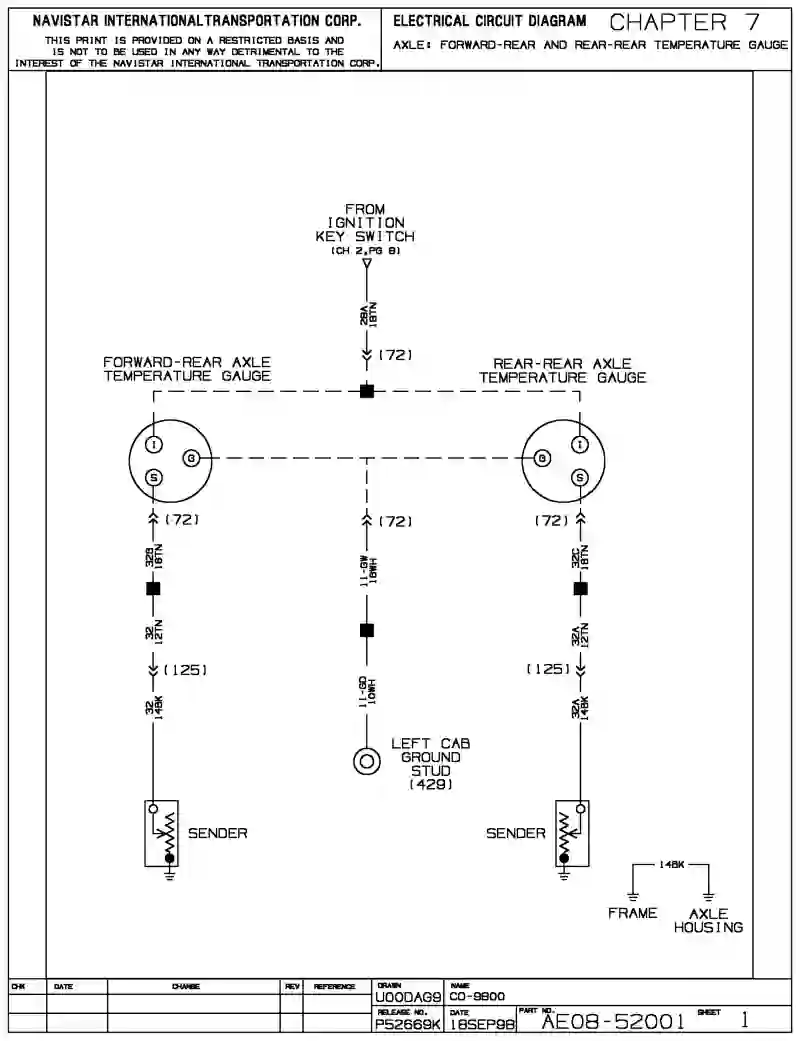 NAVISTAR INTERNATIONALTRANSPORTATION CORP.
THIS PRINT IS PROVIDED ON A RESTRICTED BASIS AND
IS NOT TO BE USED IN ANY WAY DETRIMENTAL TO THE
INTEREST OF THE NAVISTAR INTERNATIONAL TRANSPORTATION CORP.
ELECTRICAL CIRCUIT DIAGRAM CHAPTER 7
AXLE: FORWARD-REAR AND REAR-REAR TEMPERATURE GAUGE
FROM
IGNITION
KEY SWITCH
(CH 2,PG 8)
28A
18TN
(72)
FORWARD-REAR AXLE
TEMPERATURE GAUGE
REAR-REAR AXLE
TEMPERATURE GAUGE
I
G
S
I
G
S
(72)
(72)
(72)
32B
18TN
11-GW
18WH
32C
18TN
32
12TN
32A
12TN
(125)
(125)
11-GD
10WH
32
14BK
32A
14BK
LEFT CAB
GROUND
STUD
(429)
SENDER
SENDER
14BK
FRAME
AXLE
HOUSING
CHK DATE CHANGE REV REFERENCE
DRAWN
U00DAG9
NAME
CO-9800
RELEASE NO.
P52669K
DATE
18SEP98
PART NO.
AE08-52001
SHEET 1